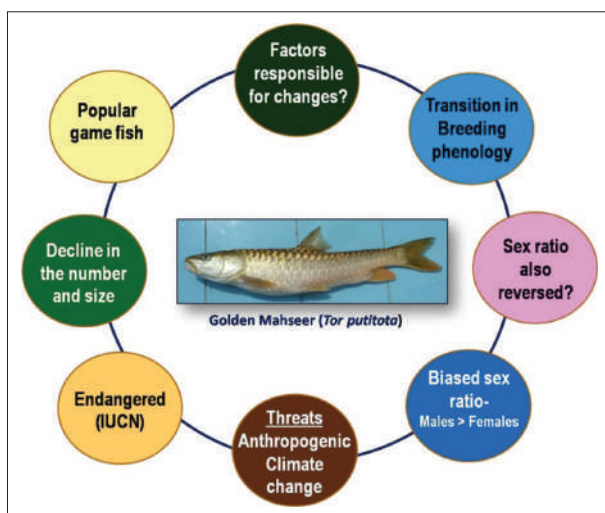 Factors
responsible
for changes?
Transition in
Breeding
phenology
Sex ratio
also
reversed?
Biased sex
ratio-
Males > Females
Threats
Anthropogenic
Climate
change
Endangered
(IUCN)
Decline in
the number
and size
Popular
game fish
Golden Mahseer (Tor putitota)